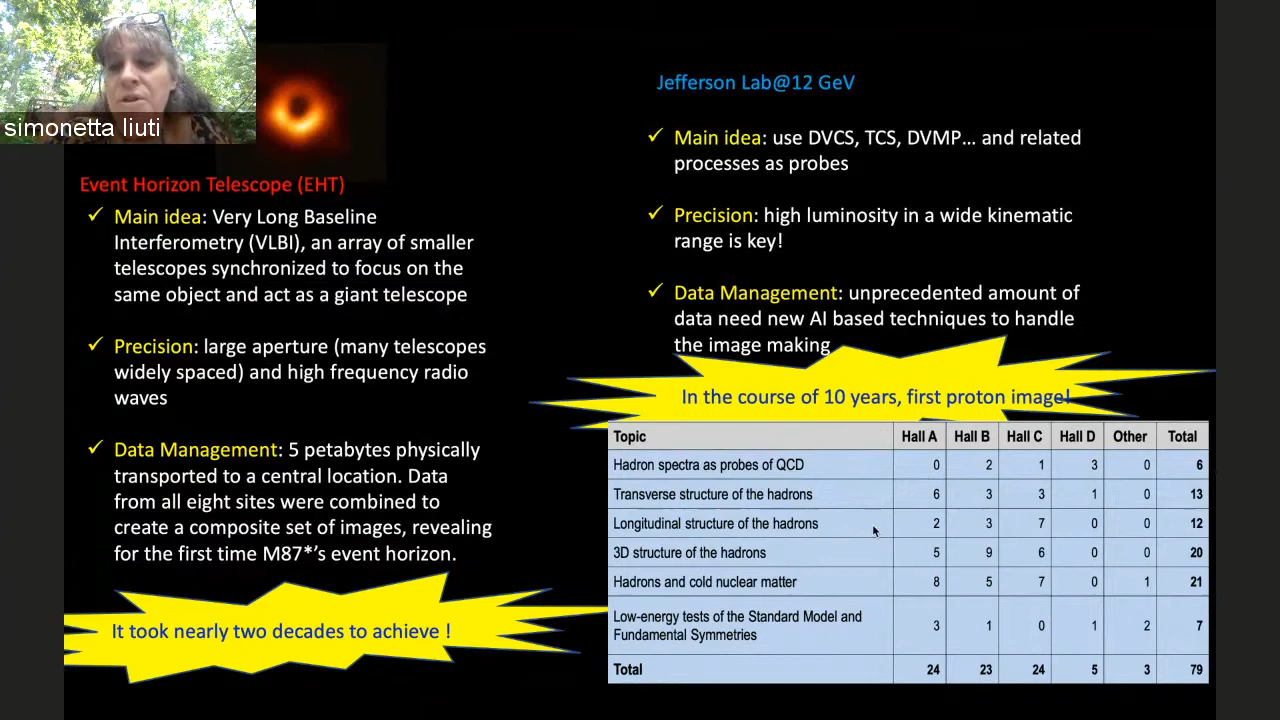 simonetta liuti
Event Horizon Telescope (EHT)
✓ Main idea: Very Long Baseline
Interferometry (VLBI), an array of smaller
telescopes synchronized to focus on the
same object and act as a giant telescope
✓ Precision: large aperture (many telescopes
widely spaced) and high frequency radio
waves
✓ Data Management: 5 petabytes physically
transported to a central location. Data
from all eight sites were combined to
create a composite set of images, revealing
for the first time M87*’s event horizon.
It took nearly two decades to achieve !
Jefferson Lab@12 GeV
✓ Main idea: use DVCS, TCS, DVMP… and related
processes as probes
✓ Precision: high luminosity in a wide kinematic
range is key!
✓ Data Management: unprecedented amount of
data need new AI based techniques to handle
the image making
In the course of 10 years, first proton image!
Topic Hall A Hall B Hall C Hall D Other Total
Hadron spectra as probes of QCD 0 2 1 3 0 6
Transverse structure of the hadrons 6 3 3 1 0 13
Longitudinal structure of the hadrons 2 3 7 0 0 12
3D structure of the hadrons 5 9 6 0 0 20
Hadrons and cold nuclear matter 8 5 7 0 1 21
Low-energy tests of the Standard Model and
Fundamental Symmetries 3 1 0 1 2 7
Total 24 23 24 5 3 79